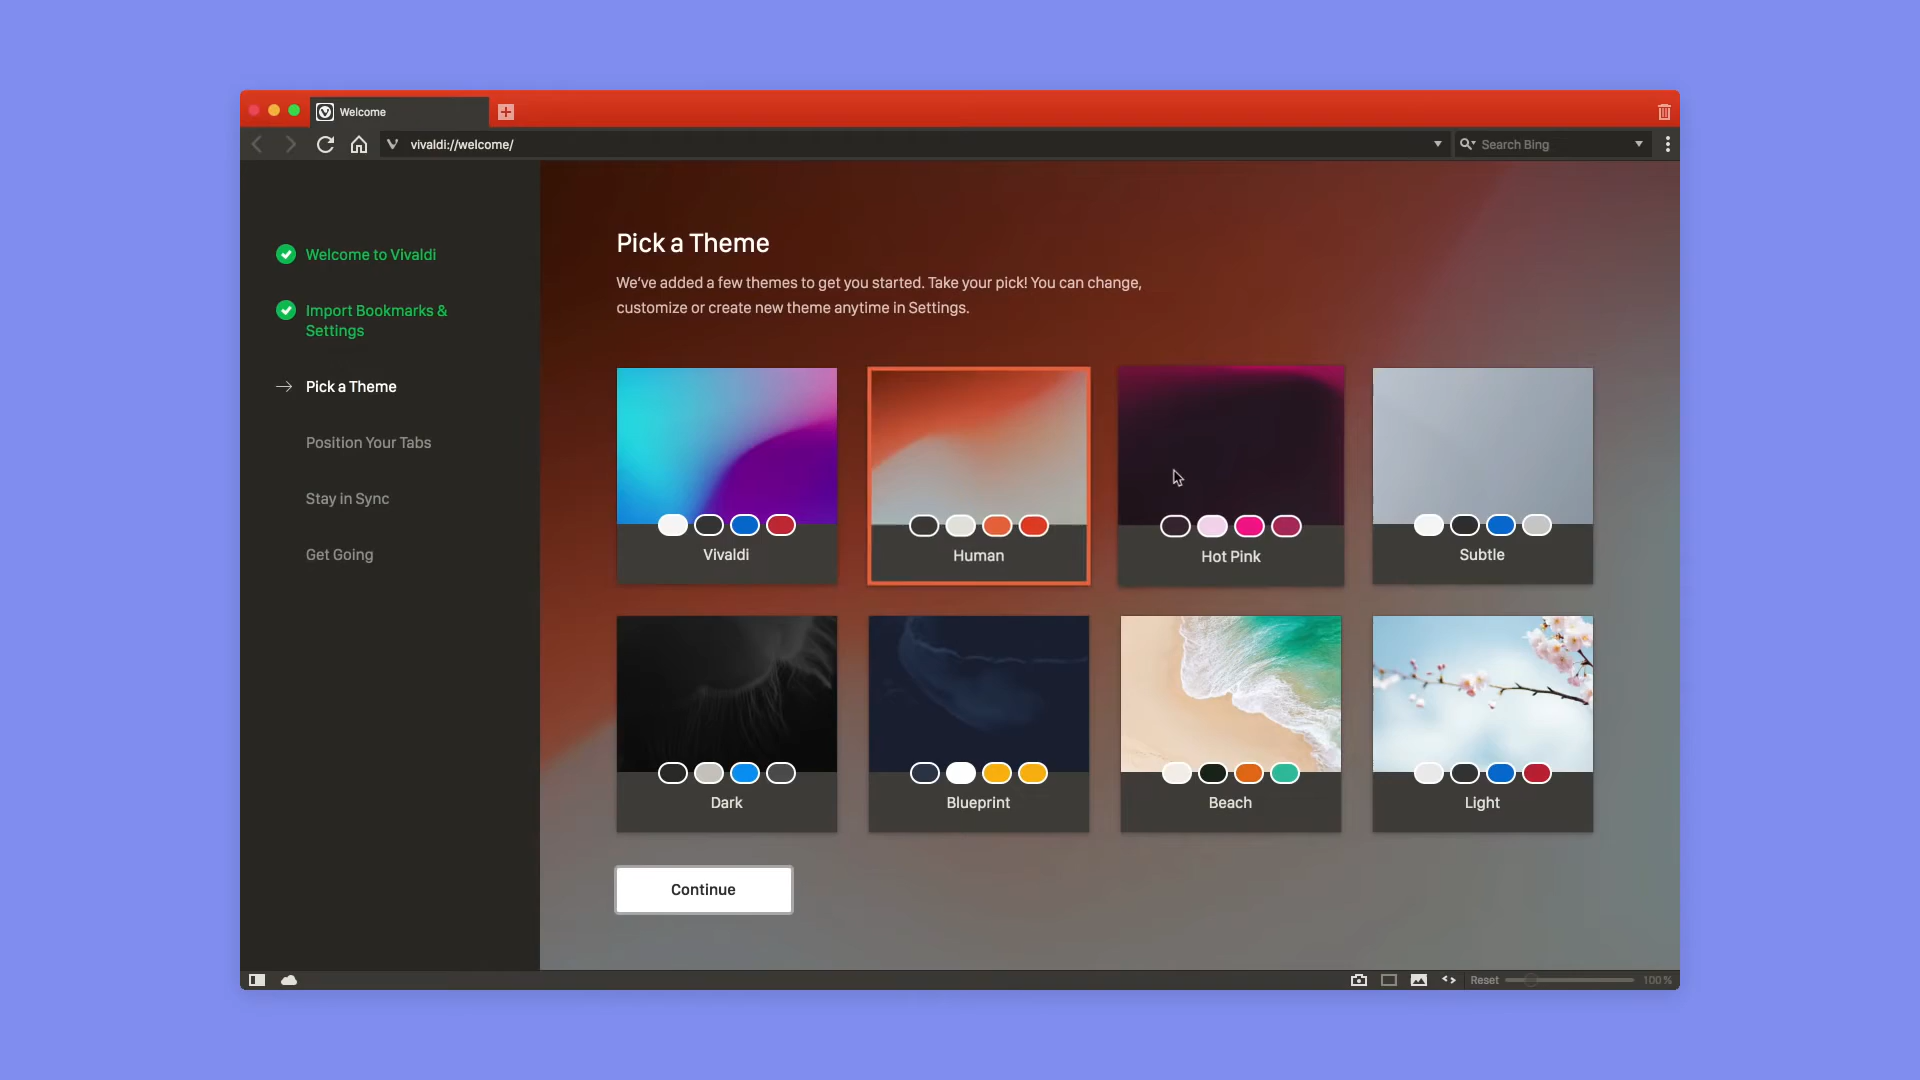 Welcome
vivaldi://welcome/
Search Bing
Welcome to Vivaldi
Import Bookmarks &
Settings
Pick a Theme
Position Your Tabs
Stay in Sync
Get Going
Pick a Theme
We've added a few themes to get you started. Take your pick! You can change,
customize or create new theme anytime in Settings.
Vivaldi
Human
Hot Pink
Subtle
Dark
Blueprint
Beach
Light
Continue
Reset
100 %